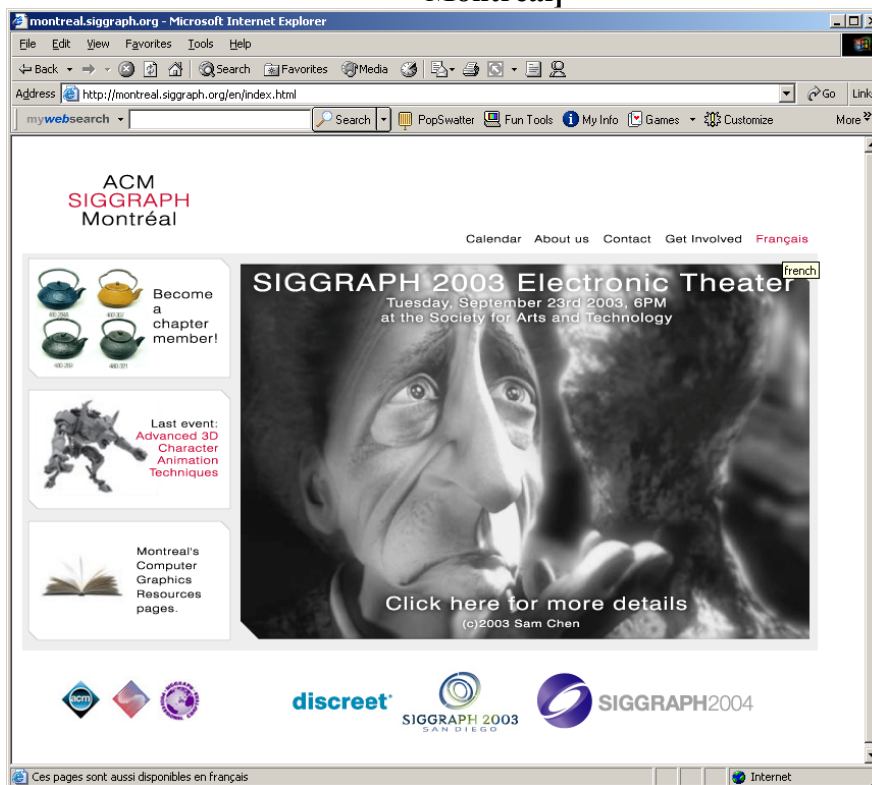 Montreal]
montreal.siggraph.org - Microsoft Internet Explorer
File Edit View Favorites Tools Help
Back Search Favorites Media
Address http://montreal.siggraph.org/en/index.html Go Link
mywebsearch Search PopSwatter Fun Tools My Info Games Customize More
ACM
SIGGRAPH
Montréal
Calendar About us Contact Get Involved Français
french
Become
a
chapter
member!
SIGGRAPH 2003 Electronic Theater
Tuesday, September 23rd 2003, 6PM
at the Society for Arts and Technology
Last event:
Advanced 3D
Character
Animation
Techniques
Montreal's
Computer
Graphics
Resources
pages.
Click here for more details
(c)2003 Sam Chen
acm
discreet
SIGGRAPH 2003
SAN DIEGO
SIGGRAPH2004
Ces pages sont aussi disponibles en français
Internet